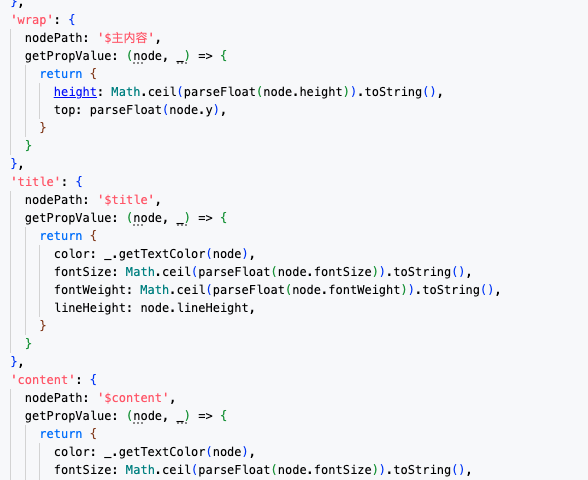 },
'wrap': {
nodePath: '$主内容',
getPropValue: (node, _) => {
return {
height: Math.ceil(parseFloat(node.height)).toString(),
top: parseFloat(node.y),
}
}
},
'title': {
nodePath: '$title',
getPropValue: (node, _) => {
return {
color: _.getTextColor(node),
fontSize: Math.ceil(parseFloat(node.fontSize)).toString(),
fontWeight: Math.ceil(parseFloat(node.fontWeight)).toString(),
lineHeight: node.lineHeight,
}
}
},
'content': {
nodePath: '$content',
getPropValue: (node, _) => {
return {
color: _.getTextColor(node),
fontSize: Math.ceil(parseFloat(node.fontSize)).toString(),